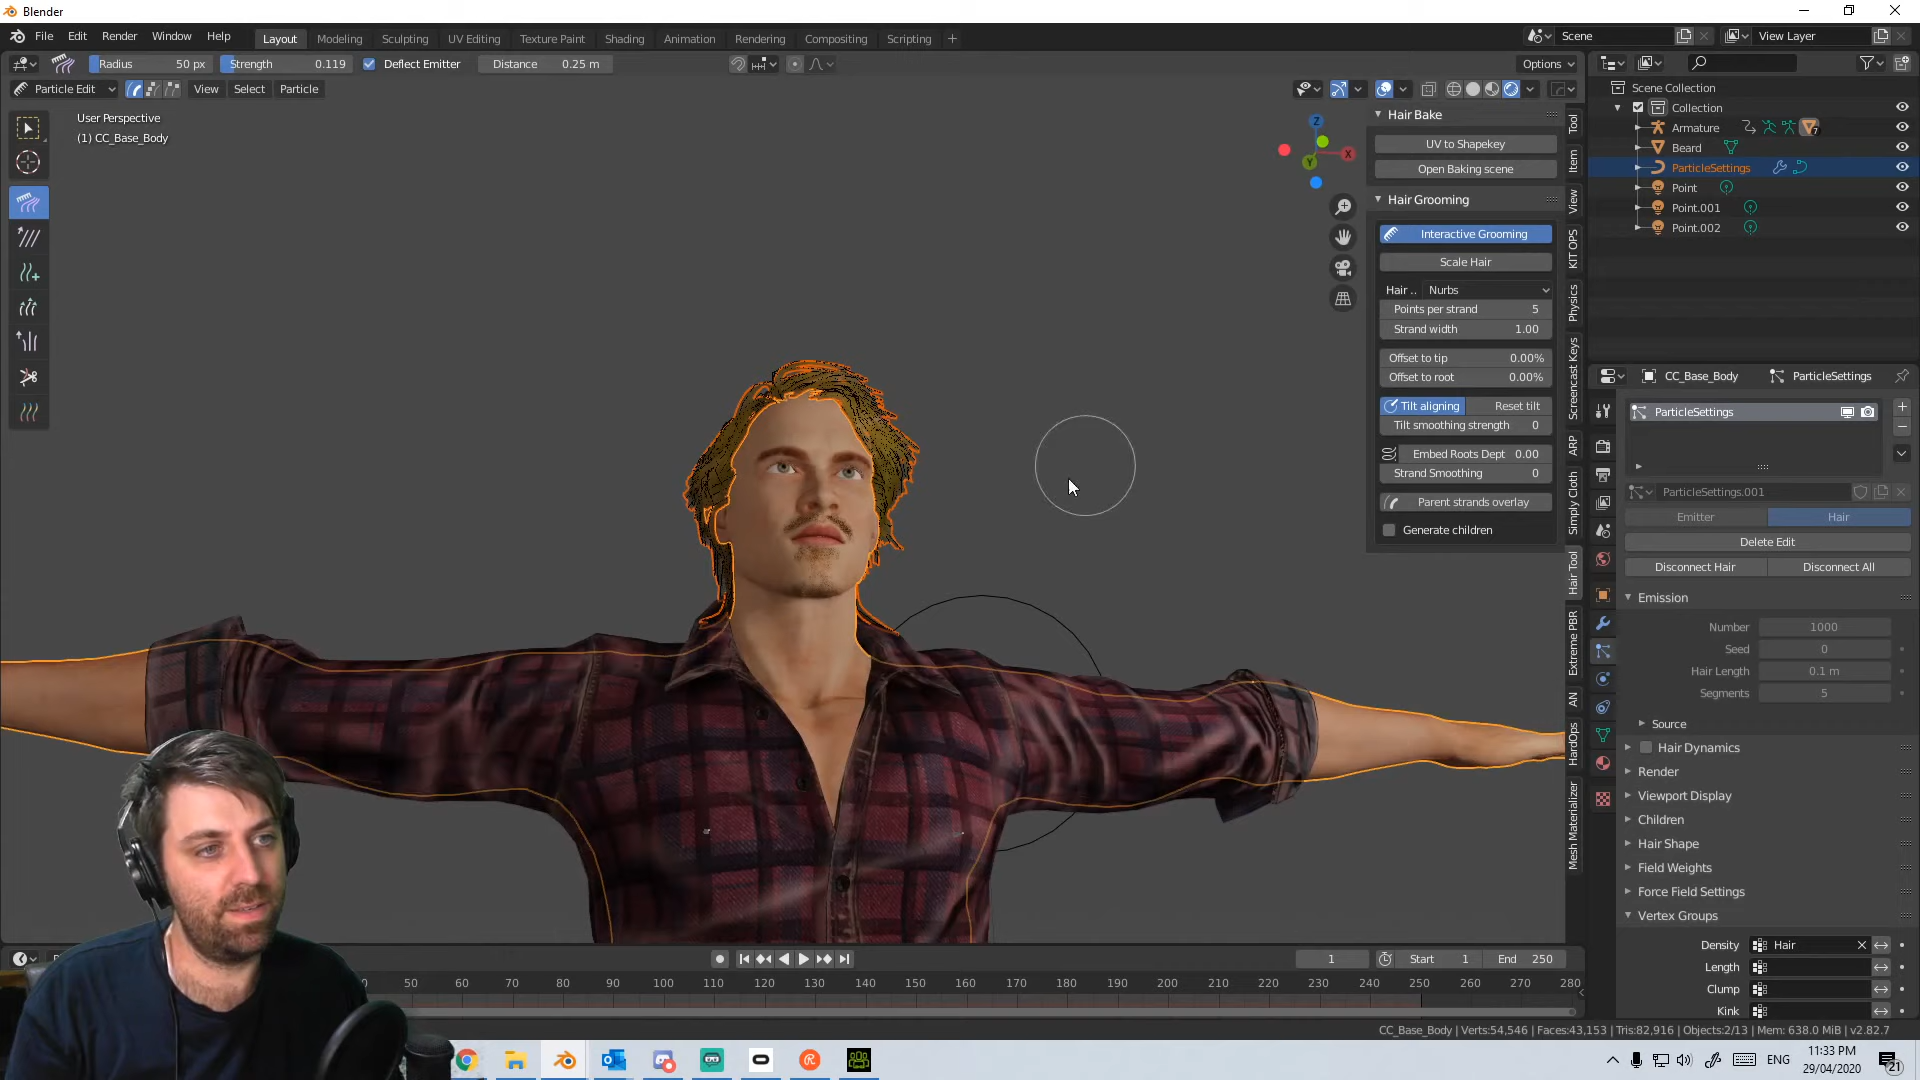 Blender
File Edit Render Window Help
Layout Modeling Sculpting UV Editing Texture Paint Shading Animation Rendering Compositing Scripting +
Scene
View Layer
Radius 50 px
Strength 0.119
Deflect Emitter
Distance 0.25 m
Options
Particle Edit
View Select Particle
User Perspective
(1) CC_Base_Body
Z
X
Y
Hair Bake
UV to Shapekey
Open Baking scene
Hair Grooming
Interactive Grooming
Scale Hair
Hair .. Nurbs
Points per strand 5
Strand width 1.00
Offset to tip 0.00%
Offset to root 0.00%
Tilt aligning Reset tilt
Tilt smoothing strength 0
Embed Roots Dept 0.00
Strand Smoothing 0
Parent strands overlay
Generate children
Tool
Item
View
KIT OPS
Physics
Screencast Keys
ARP
Simply Cloth
Hair Tool
Extreme PBR
AN
HardOps
Mesh Materializer
Scene Collection
Collection
Armature
7
Beard
ParticleSettings
Point
Point.001
Point.002
CC_Base_Body ParticleSettings
ParticleSettings
ParticleSettings.001
Emitter Hair
Delete Edit
Disconnect Hair Disconnect All
Emission
Number 1000
Seed 0
Hair Length 0.1 m
Segments 5
Source
Hair Dynamics
Render
Viewport Display
Children
Hair Shape
Field Weights
Force Field Settings
Vertex Groups
Density Hair
Length
Clump
Kink
1 Start 1 End 250
50 60 70 80 90 100 110 120 130 140 150 160 170 180 190 200 210 220 230 240 250 260 270 280
CC_Base_Body | Verts:54,546 | Faces:43,153 | Tris:82,916 | Objects:2/13 | Mem: 638.0 MiB | v2.82.7
ENG
11:33 PM
29/04/2020
21